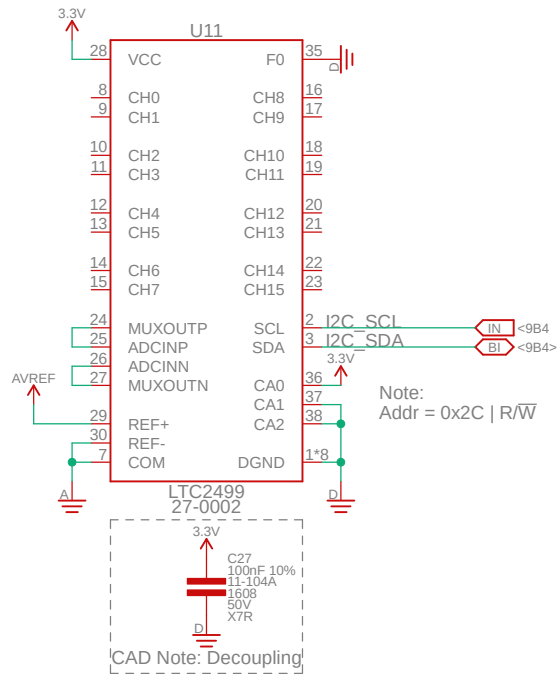 3.3V
U11
28 VCC F0 35 D
8 CH0 CH8 16
9 CH1 CH9 17
10 CH2 CH10 18
11 CH3 CH11 19
12 CH4 CH12 20
13 CH5 CH13 21
14 CH6 CH14 22
15 CH7 CH15 23
24 MUXOUTP SCL 2 I2C_SCL IN <9B4
25 ADCINP SDA 3 I2C_SDA BI <9B4>
26 ADCINN
3.3V
27 MUXOUTN CA0 36
AVREF
CA1 37
29 REF+ CA2 38
30 REF-
7 COM DGND 1*8
A
D
Note:
Addr = 0x2C | R/W̅
LTC2499
27-0002
3.3V
C27
100nF 10%
11-104A
1608
50V
X7R
D
CAD Note: Decoupling